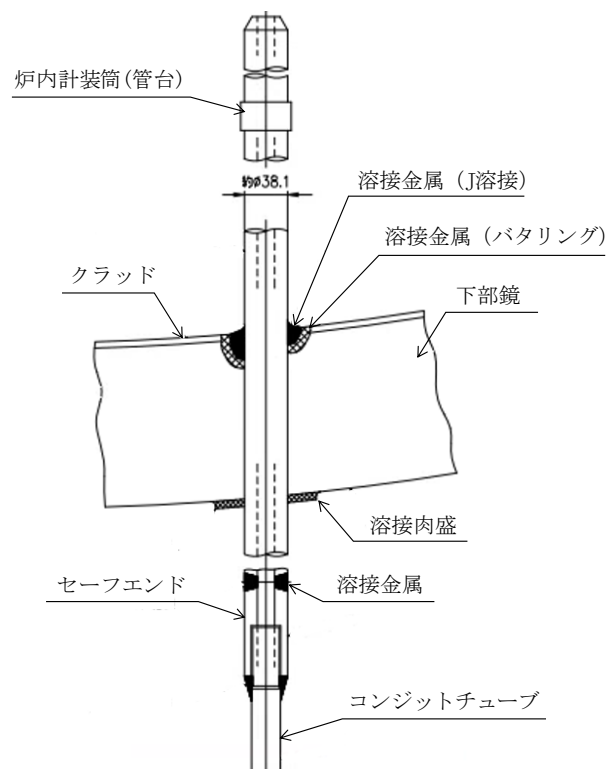 炉内計装筒(管台)
約φ38.1
溶接金属（J溶接）
溶接金属（バタリング）
クラッド
下部鏡
溶接肉盛
セーフエンド
溶接金属
コンジットチューブ